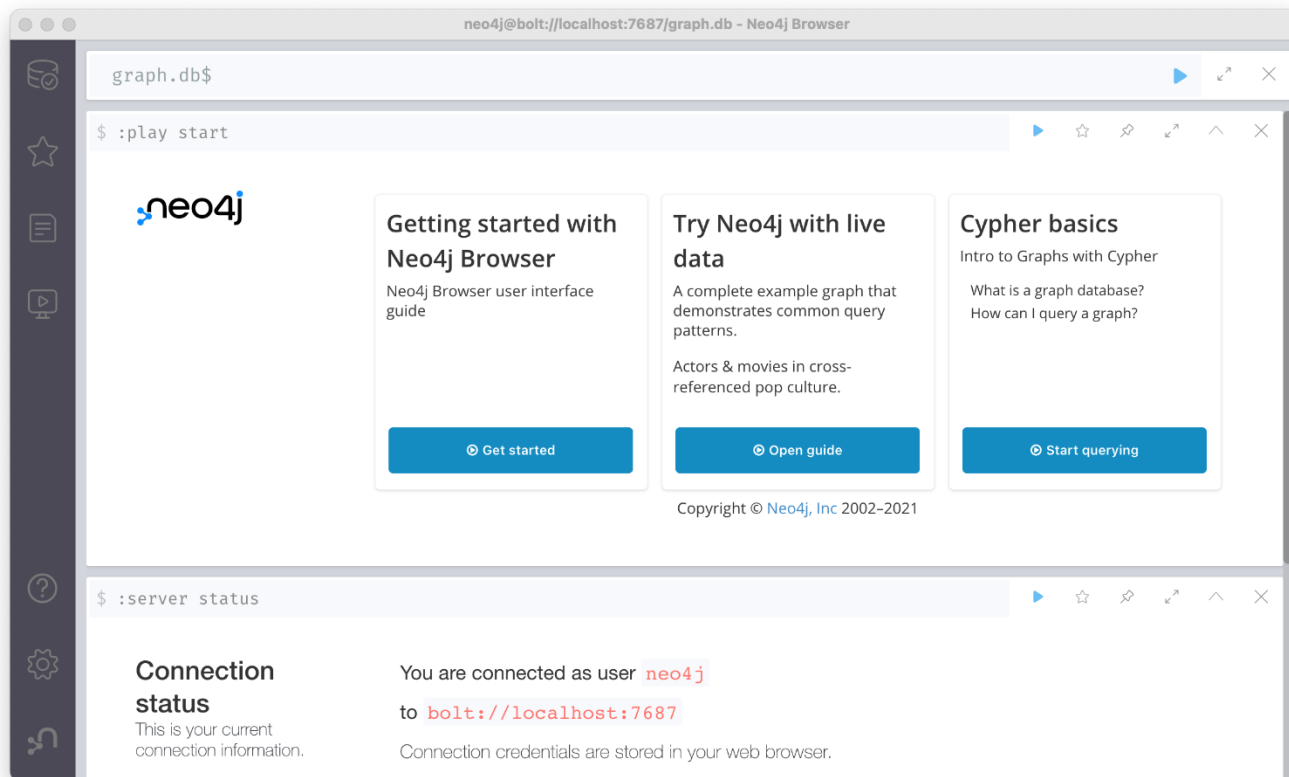 neo4j@bolt://localhost:7687/graph.db - Neo4j Browser
graph.db$
$ :play start
neo4j
Getting started with
Neo4j Browser
Neo4j Browser user interface
guide
Get started
Try Neo4j with live
data
A complete example graph that
demonstrates common query
patterns.
Actors & movies in cross-
referenced pop culture.
Open guide
Cypher basics
Intro to Graphs with Cypher
What is a graph database?
How can I query a graph?
Start querying
Copyright © Neo4j, Inc 2002–2021
$ :server status
Connection
status
This is your current
connection information.
You are connected as user neo4j
to bolt://localhost:7687
Connection credentials are stored in your web browser.